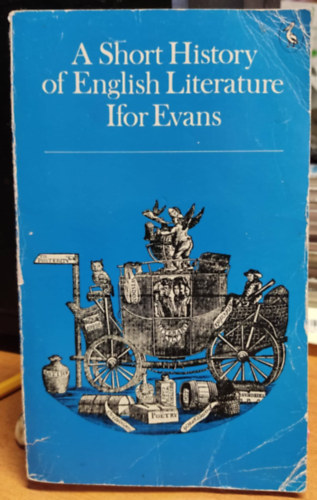 A Short History
of English Literature
Ifor Evans
POETRY